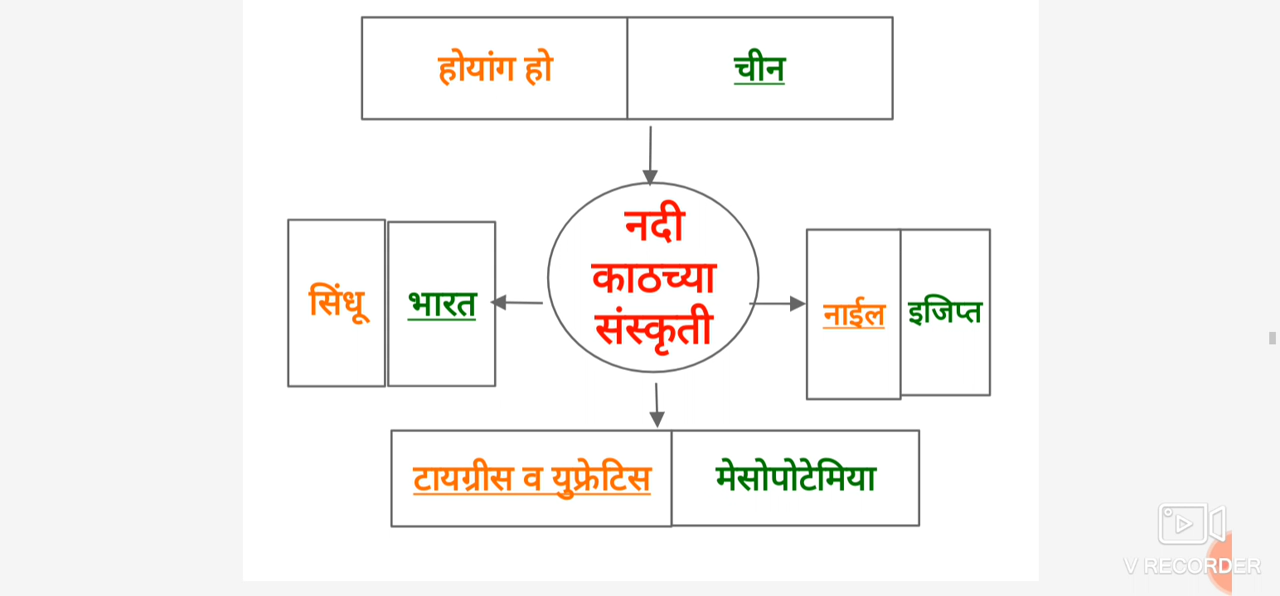 होयांग हो चीन
नदी
काठच्या
संस्कृती
सिंधू भारत
नाईल इजिप्त
टायग्रीस व युफ्रेटिस मेसोपोटेमिया
V RECORDER